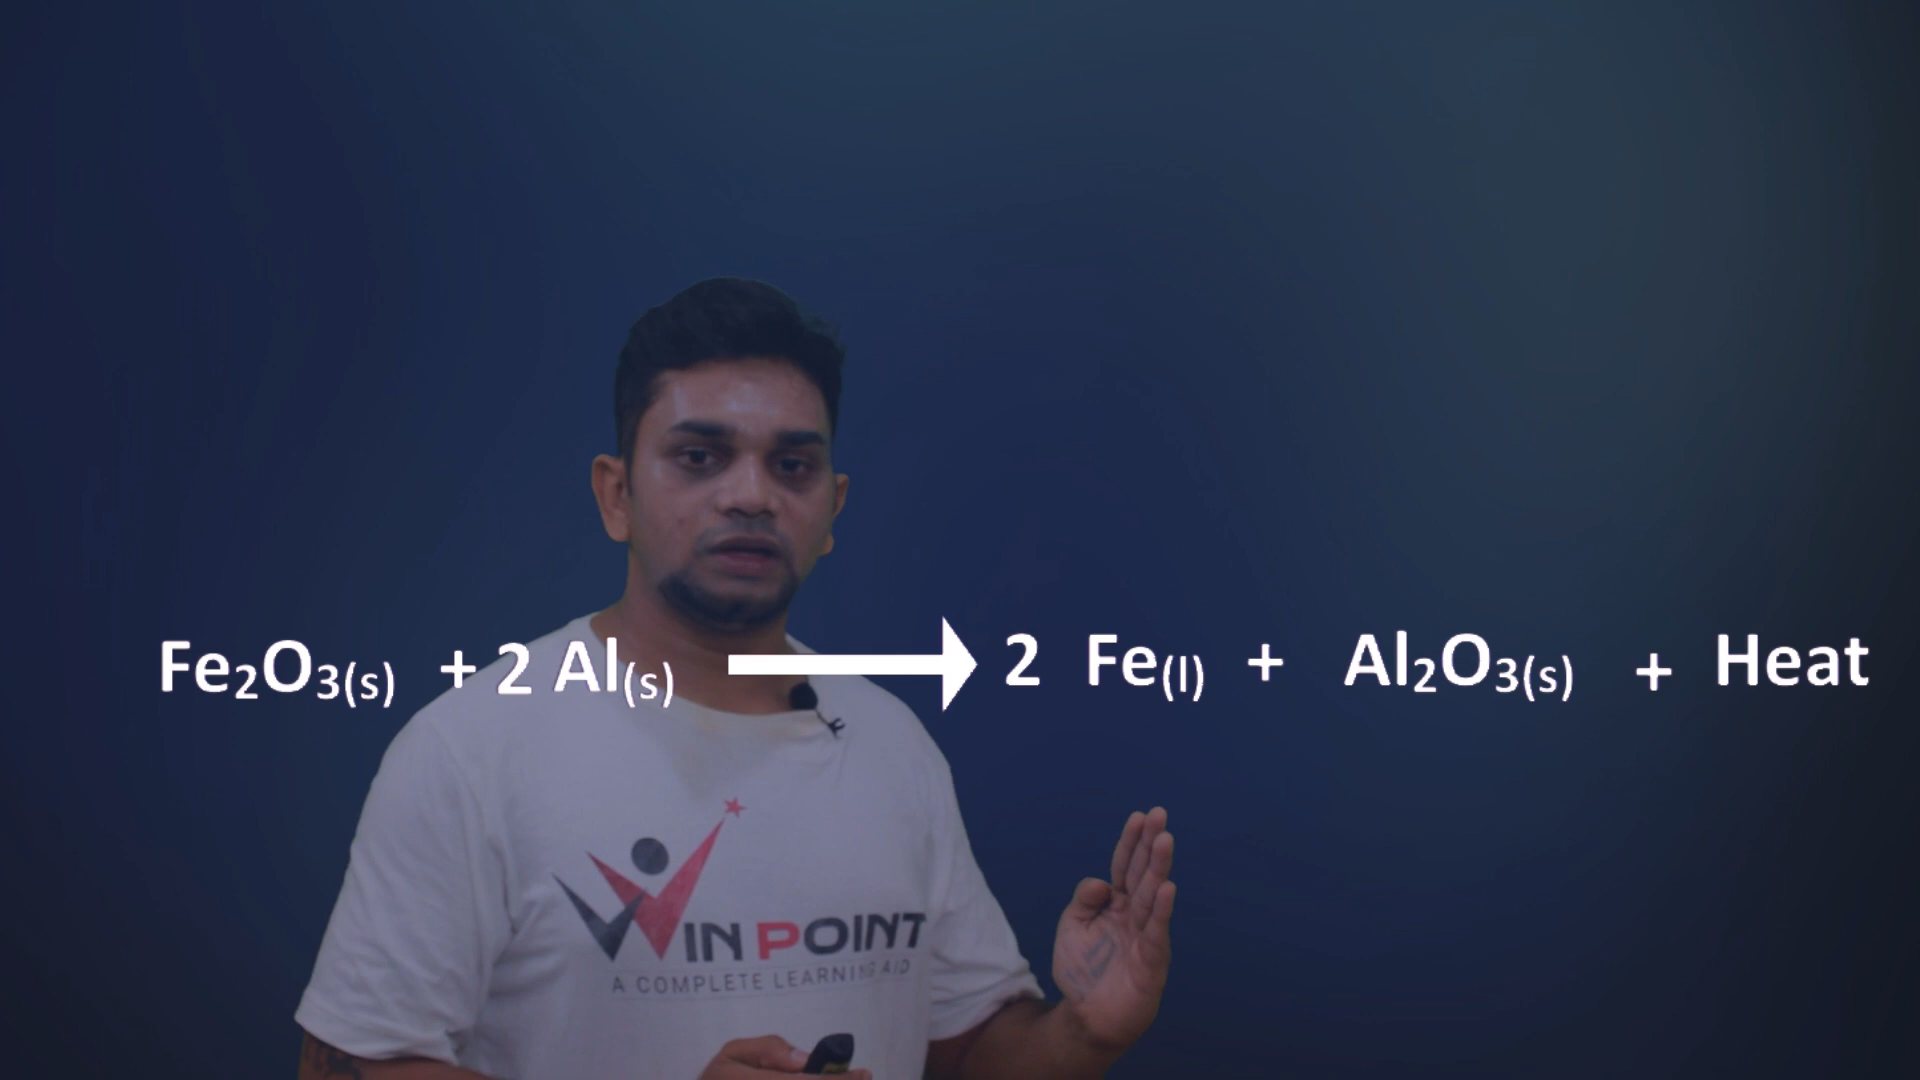 Fe₂O₃(s) + 2 Al(s) → 2 Fe(l) + Al₂O₃(s) + Heat
WIN POINT
A COMPLETE LEARNING AID